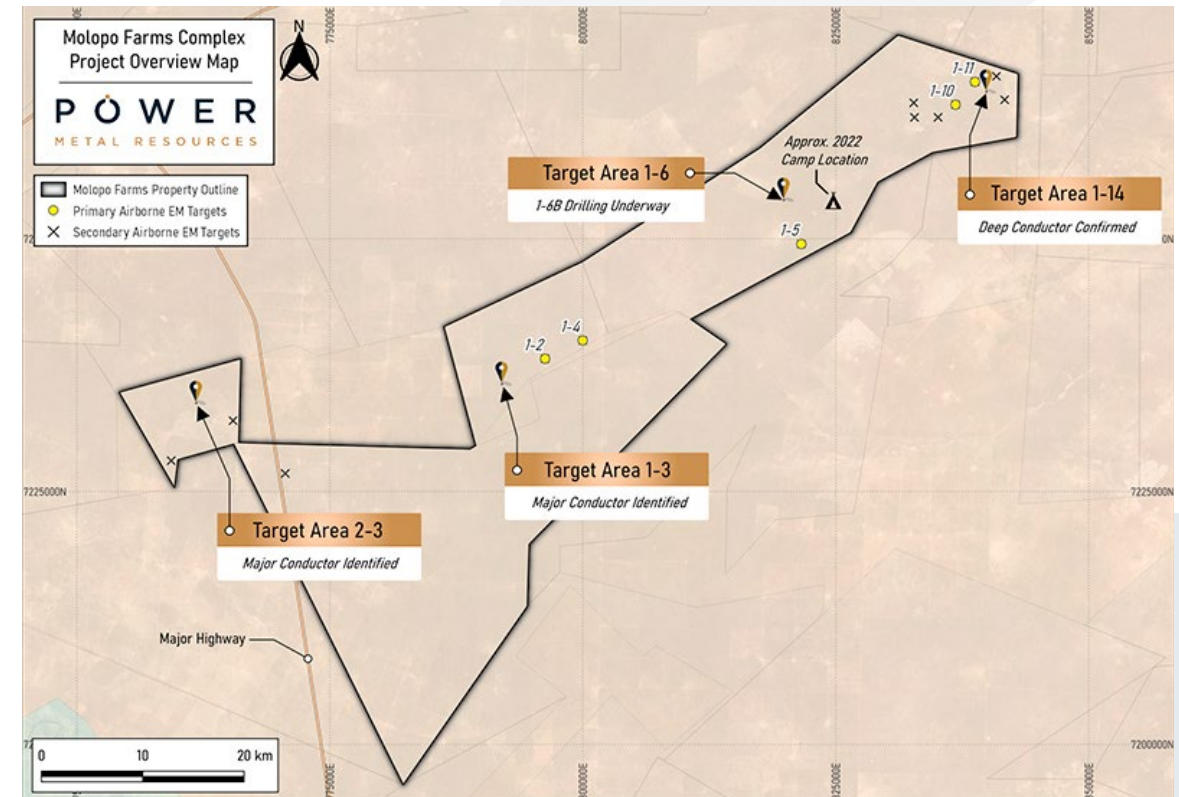 Molopo Farms Complex
Project Overview Map
POWER
METAL RESOURCES
Molopo Farms Property Outline
Primary Airborne EM Targets
Secondary Airborne EM Targets
N
775000E
800000E
825000E
850000E
1-11
1-10
Approx. 2022
Camp Location
Target Area 1-6
1-6B Drilling Underway
Target Area 1-14
Deep Conductor Confirmed
1-5
1-4
1-2
Target Area 1-3
Major Conductor Identified
7225000N
7225000N
Target Area 2-3
Major Conductor Identified
Major Highway
7200000N
0 10 20 km
800000E
825000E
850000E